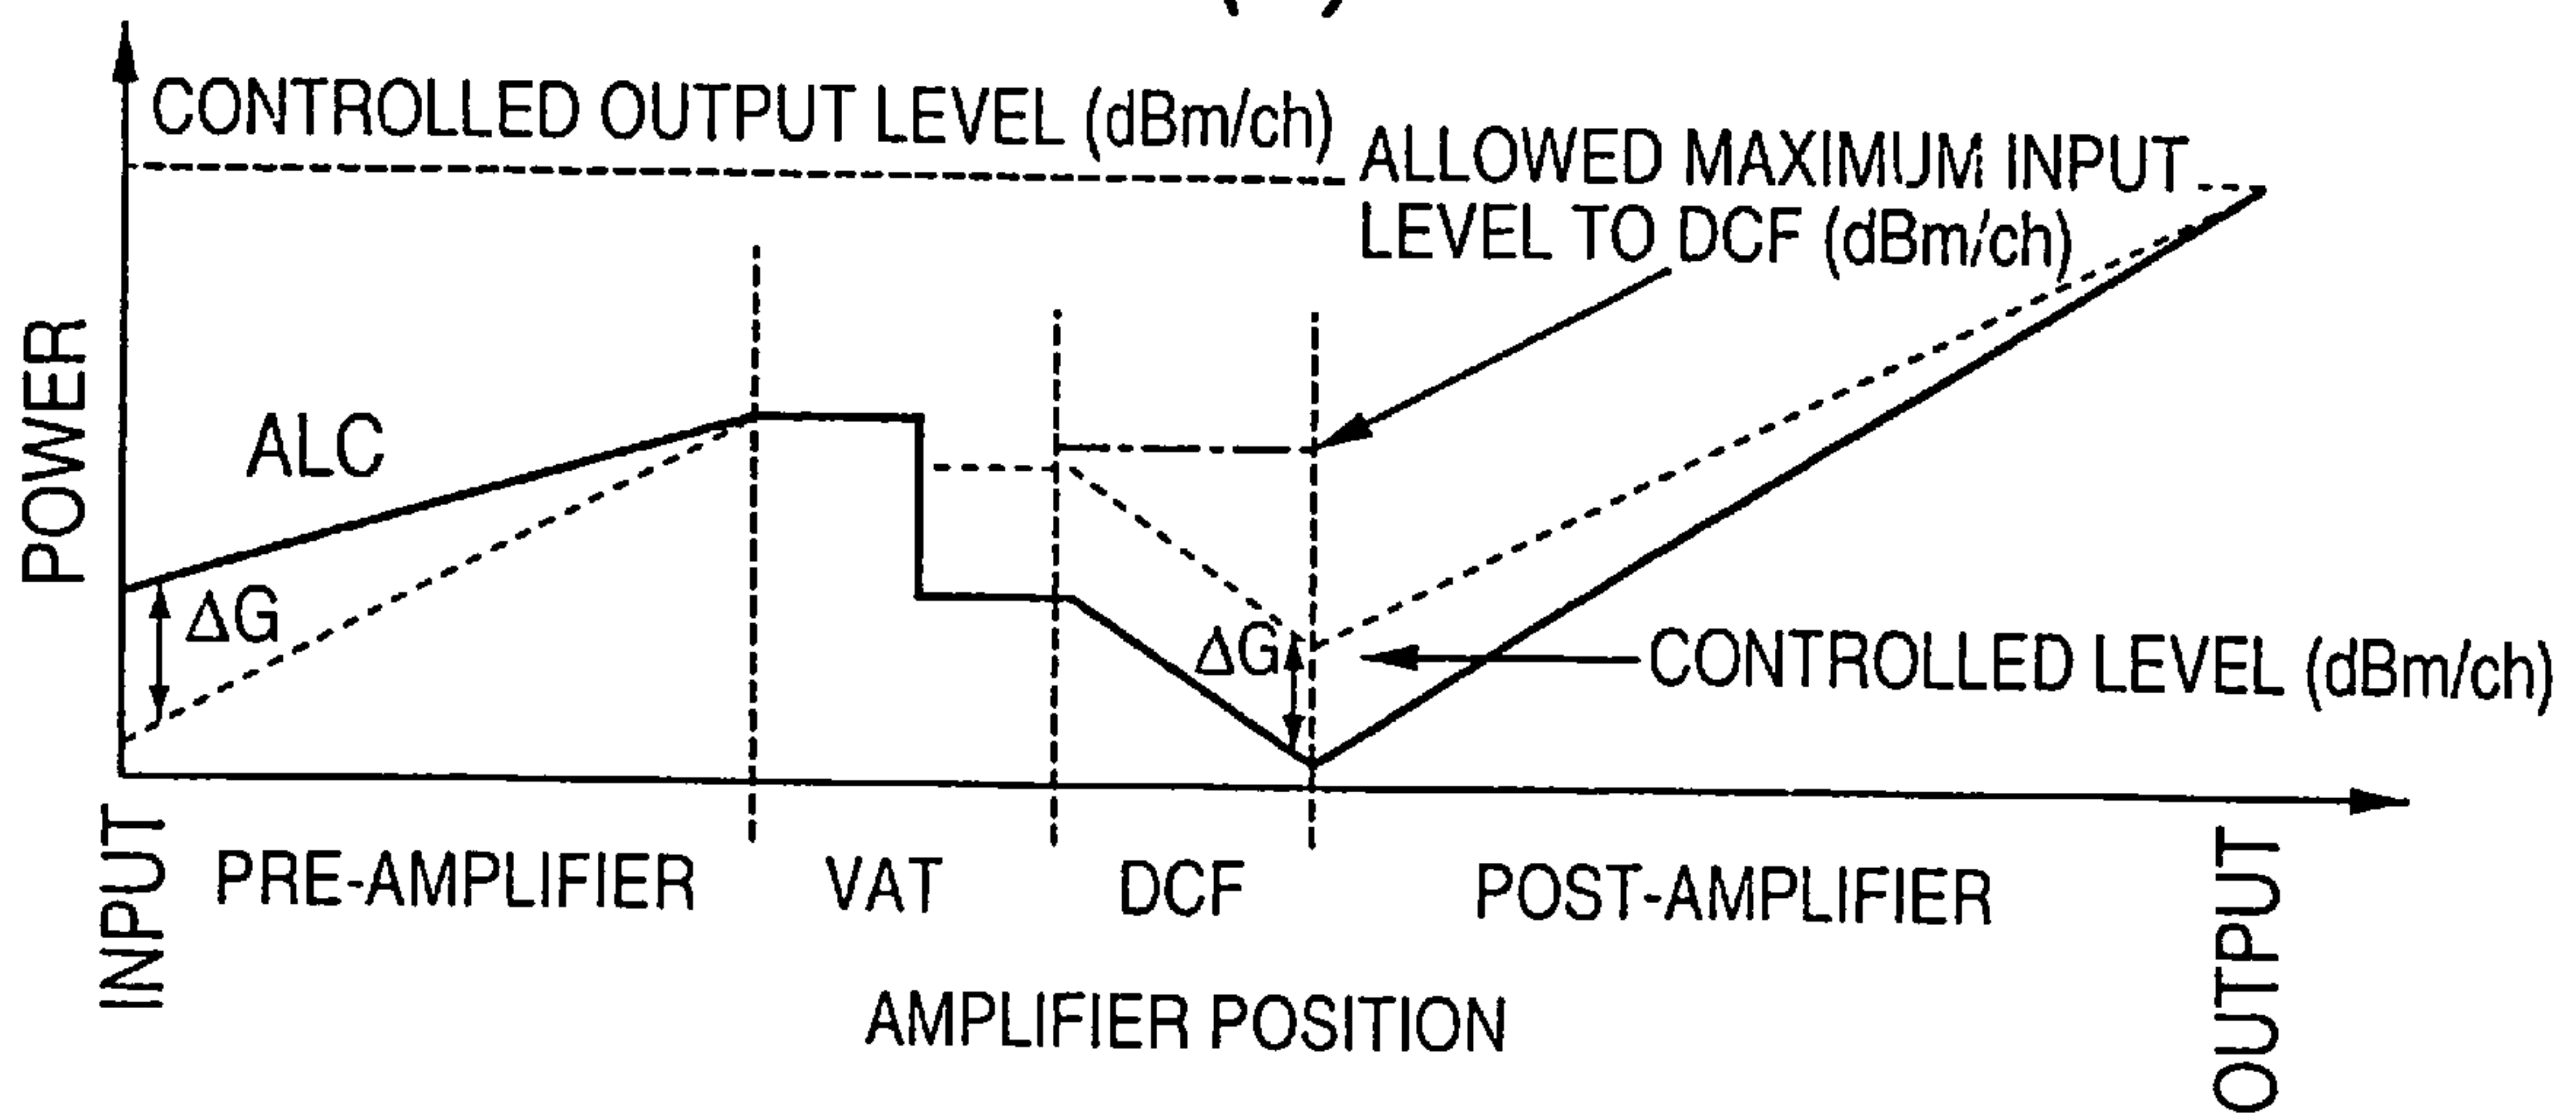 CONTROLLED OUTPUT LEVEL (dBm/ch)
ALLOWED MAXIMUM INPUT
LEVEL TO DCF (dBm/ch)
POWER
ALC
ΔG
ΔG
CONTROLLED LEVEL (dBm/ch)
INPUT
PRE-AMPLIFIER
VAT
DCF
POST-AMPLIFIER
OUTPUT
AMPLIFIER POSITION